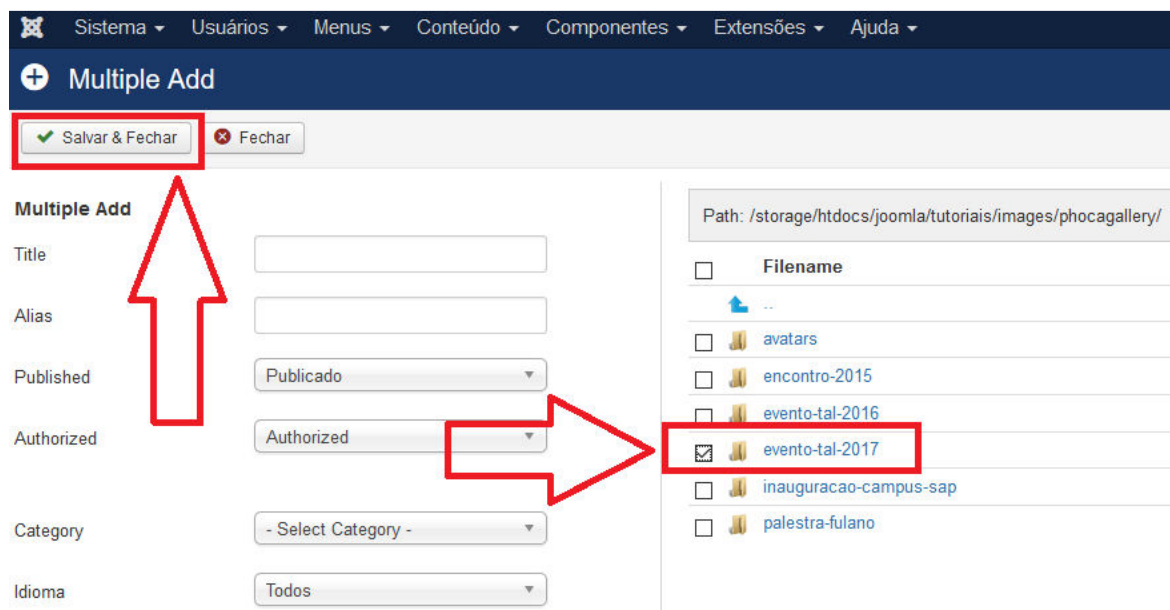 Sistema Usuários Menus Conteúdo Componentes Extensões Ajuda
Multiple Add
Salvar & Fechar Fechar
Multiple Add
Title
Alias
Published Publicado
Authorized Authorized
Category - Select Category -
Idioma Todos
Path: /storage/htdocs/joomla/tutoriais/images/phocagallery/
Filename
..
avatars
encontro-2015
evento-tal-2016
evento-tal-2017
inauguracao-campus-sap
palestra-fulano